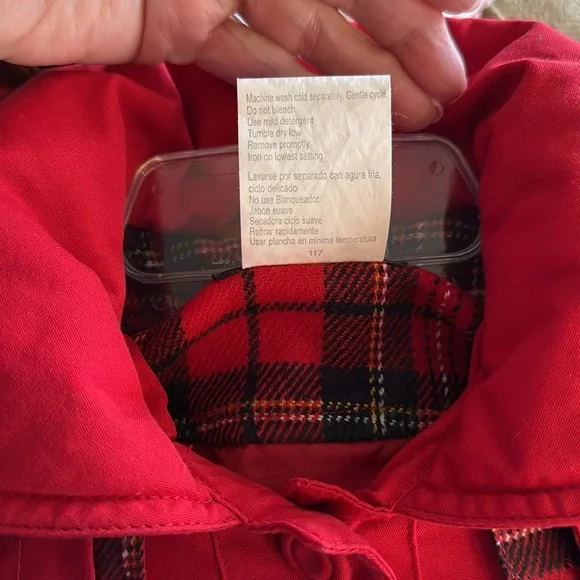 Machine wash cold separately, Gentle cycle
Do not bleach
Use mild detergent
Tumble dry low
Remove promptly
Iron on lowest setting
Lavarse por separado can agu a fria,
ciclo delicado
No use Blanqueador
Jabon suave
Secadora ciclo suave
Retirar rapidamente
Usar plancha en minima temperatura
117